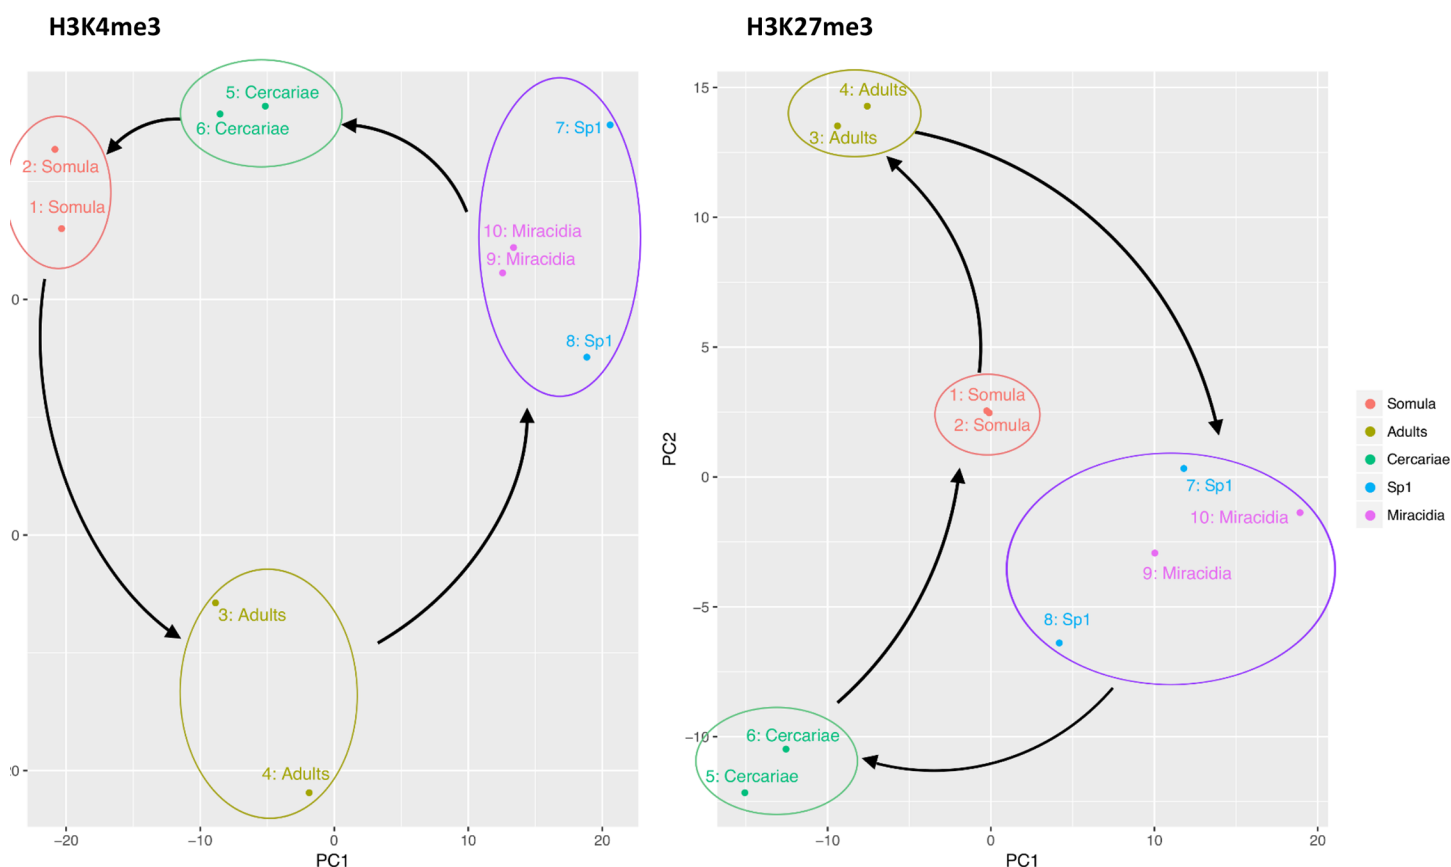 H3K4me3
5: Cercariae
6: Cercariae
7: Sp1
2: Somula
1: Somula
10: Miracidia
9: Miracidia
0
8: Sp1
0
3: Adults
4: Adults
0
−20
−10
0
10
20
PC1
H3K27me3
15
4: Adults
3: Adults
10
5
1: Somula
2: Somula
PC2
0
7: Sp1
10: Miracidia
9: Miracidia
−5
8: Sp1
−10
6: Cercariae
5: Cercariae
−10
0
10
20
PC1
Somula
Adults
Cercariae
Sp1
Miracidia